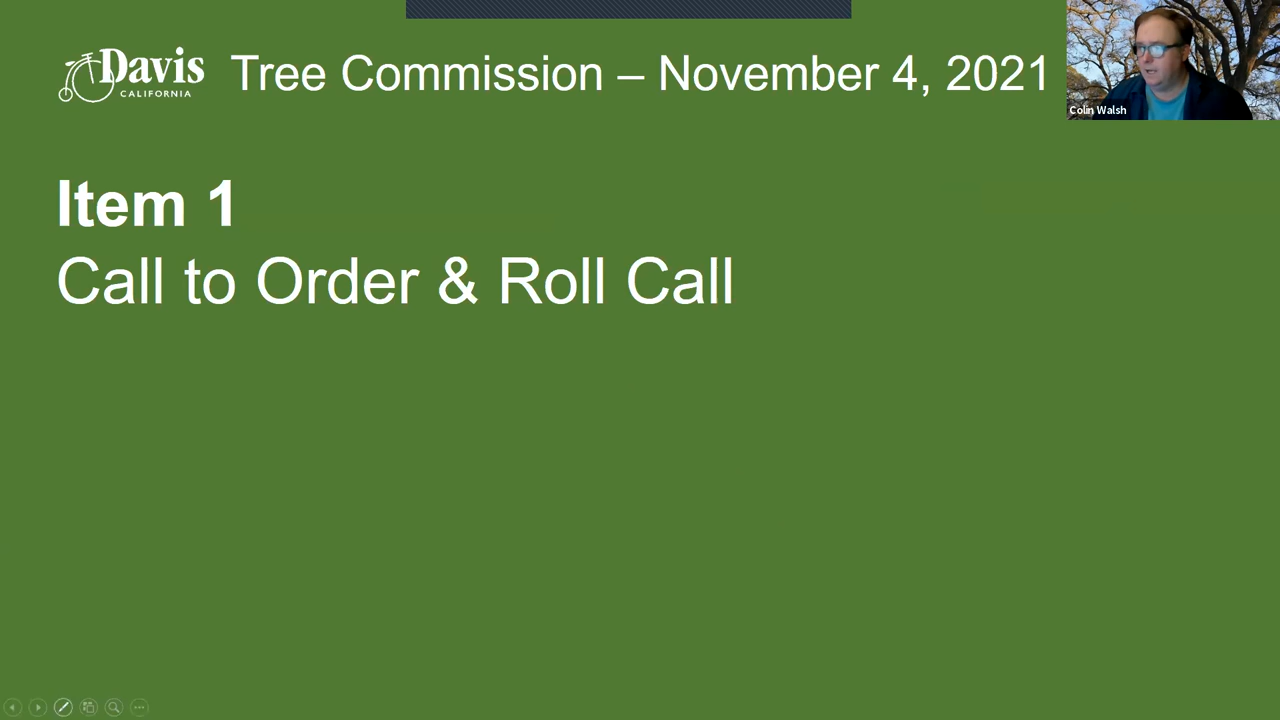 Davis
CALIFORNIA
Tree Commission – November 4, 2021
Colin Walsh
Item 1
Call to Order & Roll Call